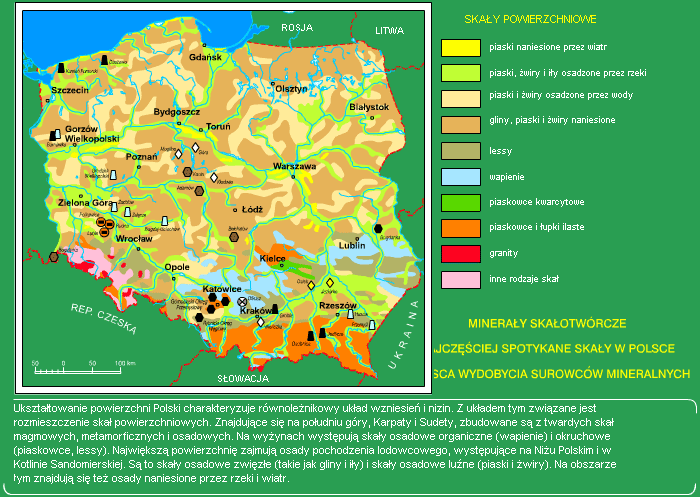 SKAŁY POWIERZCHNIOWE
ROSJA
LITWA
piaski naniesione przez wiatr
piaski, żwiry i iły osadzone przez rzeki
piaski i żwiry osadzone przez wody
gliny, piaski i żwiry naniesione
lessy
wapienie
piaskowce kwarcytowe
piaskowce i łupki ilaste
granity
inne rodzaje skał
Gdańsk
Szczecin
Olsztyn
Białystok
Bydgoszcz
Toruń
Gorzów
Wielkopolski
Poznań
Warszawa
Zielona Góra
Łódź
Wrocław
Lublin
Opole
Kielce
Katowice
Kraków
Rzeszów
REP. CZESKA
UKRAINA
SŁOWACJA
50 0 50 100 km
MINERAŁY SKAŁOTWÓRCZE
AJCZĘŚCIEJ SPOTYKANE SKAŁY W POLSCE
SCA WYDOBYCIA SUROWCÓW MINERALNYCH
Ukształtowanie powierzchni Polski charakteryzuje równoleżnikowy układ wzniesień i nizin. Z układem tym związane jest
rozmieszczenie skał powierzchniowych. Znajdujące się na południu góry, Karpaty i Sudety, zbudowane są z twardych skał
magmowych, metamorficznych i osadowych. Na wyżynach występują skały osadowe organiczne (wapienie) i okruchowe
(piaskowce, lessy). Największą powierzchnię zajmują osady pochodzenia lodowcowego, występujące na Niżu Polskim i w
Kotlinie Sandomierskiej. Są to skały osadowe zwięzłe (takie jak gliny i iły) i skały osadowe luźne (piaski i żwiry). Na obszarze
tym znajdują się też osady naniesione przez rzeki i wiatr.